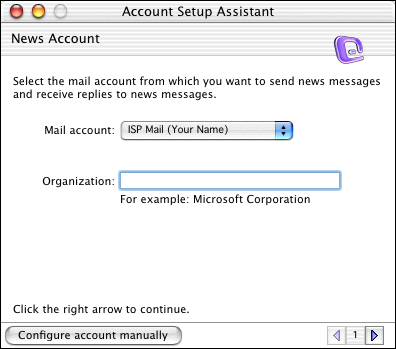 Account Setup Assistant
News Account
Select the mail account from which you want to send news messages
and receive replies to news messages.
Mail account: ISP Mail (Your Name)
Organization:
For example: Microsoft Corporation
Click the right arrow to continue.
Configure account manually 1